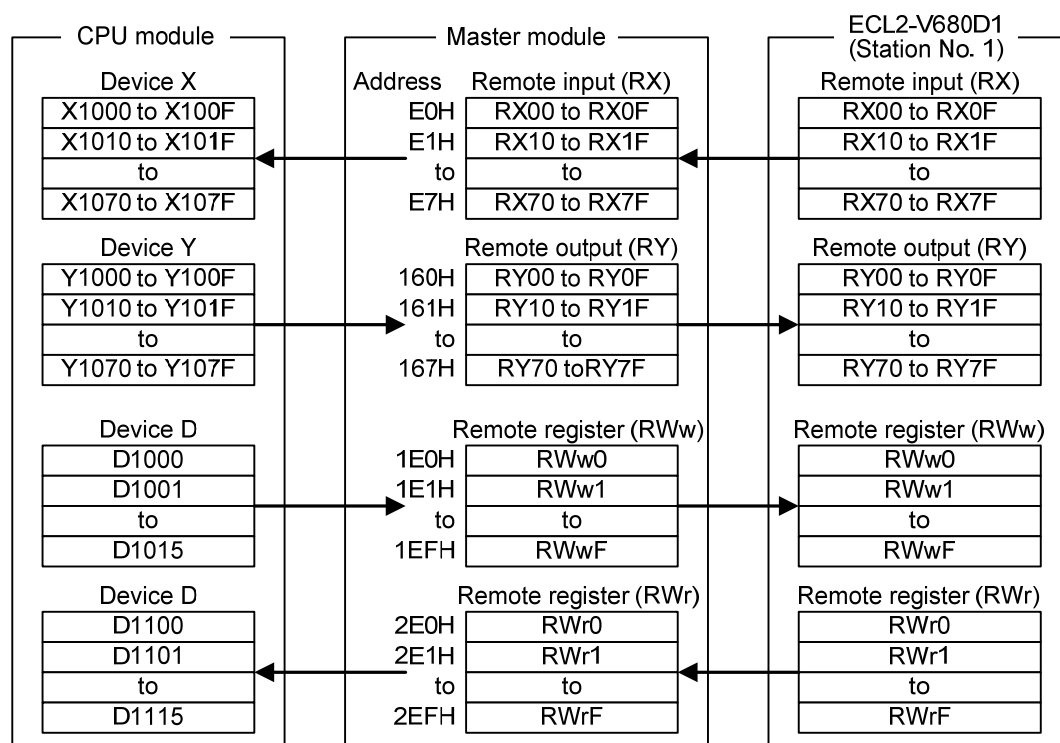 CPU module
Master module
ECL2-V680D1
(Station No. 1)
Device X
Address
Remote input (RX)
Remote input (RX)
X1000 to X100F
E0H
RX00 to RX0F
RX00 to RX0F
X1010 to X101F
E1H
RX10 to RX1F
RX10 to RX1F
to
to
to
to
X1070 to X107F
E7H
RX70 to RX7F
RX70 to RX7F
Device Y
Remote output (RY)
Remote output (RY)
Y1000 to Y100F
160H
RY00 to RY0F
RY00 to RY0F
Y1010 to Y101F
161H
RY10 to RY1F
RY10 to RY1F
to
to
to
to
Y1070 to Y107F
167H
RY70 toRY7F
RY70 to RY7F
Device D
Remote register (RWw)
Remote register (RWw)
D1000
1E0H
RWw0
RWw0
D1001
1E1H
RWw1
RWw1
to
to
to
to
D1015
1EFH
RWwF
RWwF
Device D
Remote register (RWr)
Remote register (RWr)
D1100
2E0H
RWr0
RWr0
D1101
2E1H
RWr1
RWr1
to
to
to
to
D1115
2EFH
RWrF
RWrF